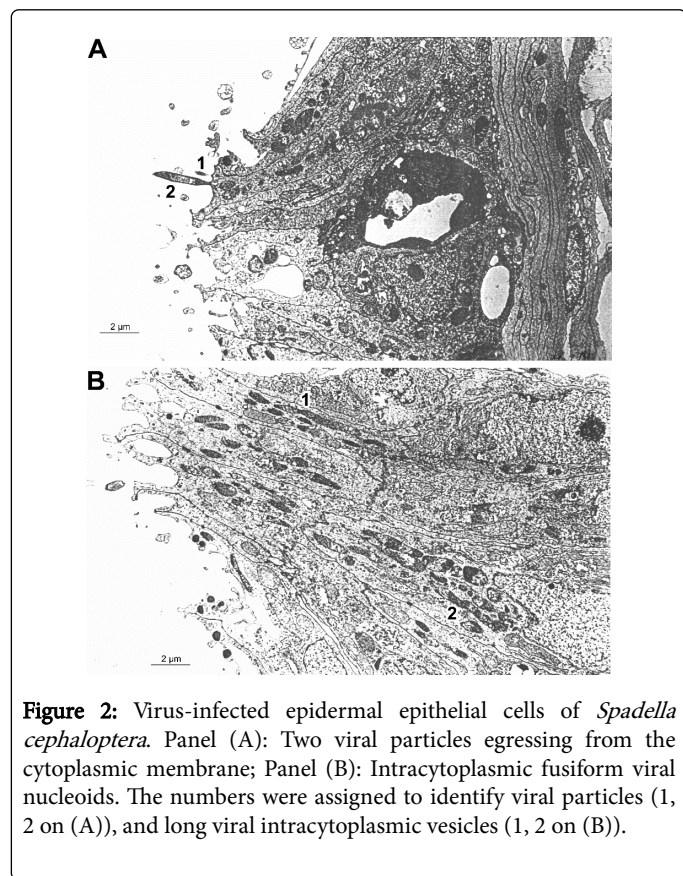 A
1
2
2 µm
B
1
2
2 µm
Figure 2: Virus-infected epidermal epithelial cells of Spadella
cephaloptera. Panel (A): Two viral particles egressing from the
cytoplasmic membrane; Panel (B): Intracytoplasmic fusiform viral
nucleoids. The numbers were assigned to identify viral particles (1,
2 on (A)), and long viral intracytoplasmic vesicles (1, 2 on (B)).